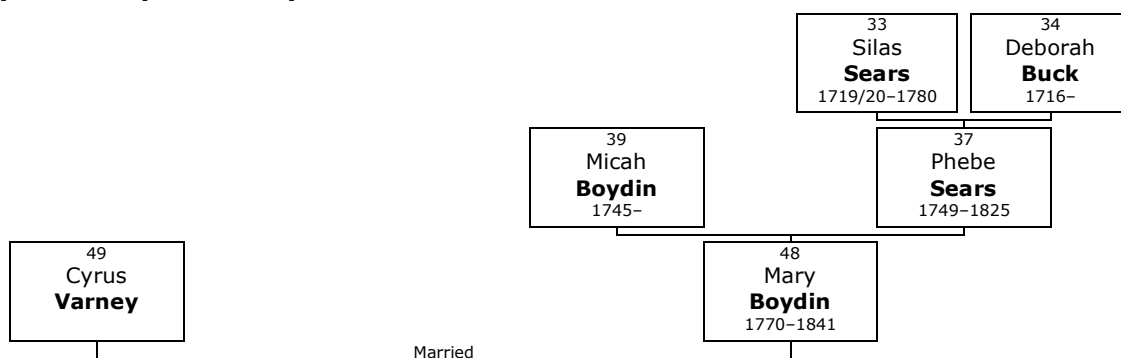 33
Silas
Sears
1719/20–1780
34
Deborah
Buck
1716–
39
Micah
Boydin
1745–
37
Phebe
Sears
1749–1825
49
Cyrus
Varney
48
Mary
Boydin
1770–1841
Married